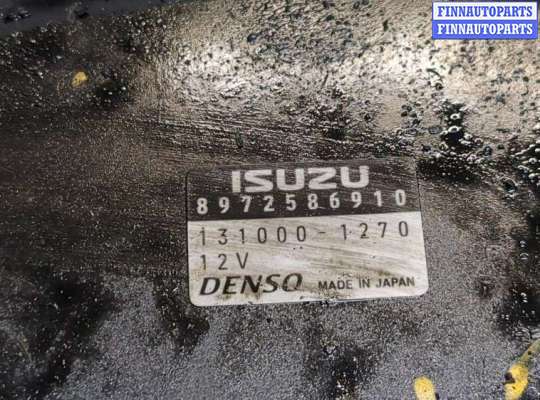 FINNAUTOPARTS
FINNAUTOPARTS
ISUZU
8972586910
131000-1270
12V
DENSO MADE IN JAPAN